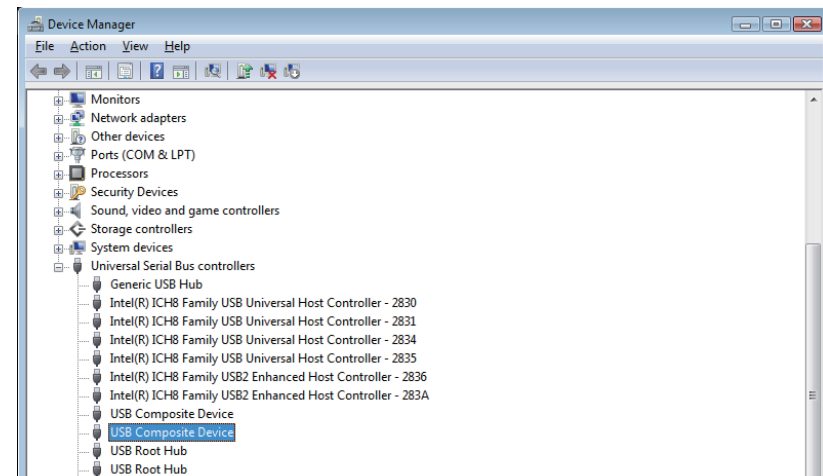 Device Manager
File Action View Help
Monitors
Network adapters
Other devices
Ports (COM & LPT)
Processors
Security Devices
Sound, video and game controllers
Storage controllers
System devices
Universal Serial Bus controllers
Generic USB Hub
Intel(R) ICH8 Family USB Universal Host Controller - 2830
Intel(R) ICH8 Family USB Universal Host Controller - 2831
Intel(R) ICH8 Family USB Universal Host Controller - 2834
Intel(R) ICH8 Family USB Universal Host Controller - 2835
Intel(R) ICH8 Family USB2 Enhanced Host Controller - 2836
Intel(R) ICH8 Family USB2 Enhanced Host Controller - 283A
USB Composite Device
USB Composite Device
USB Root Hub
USB Root Hub